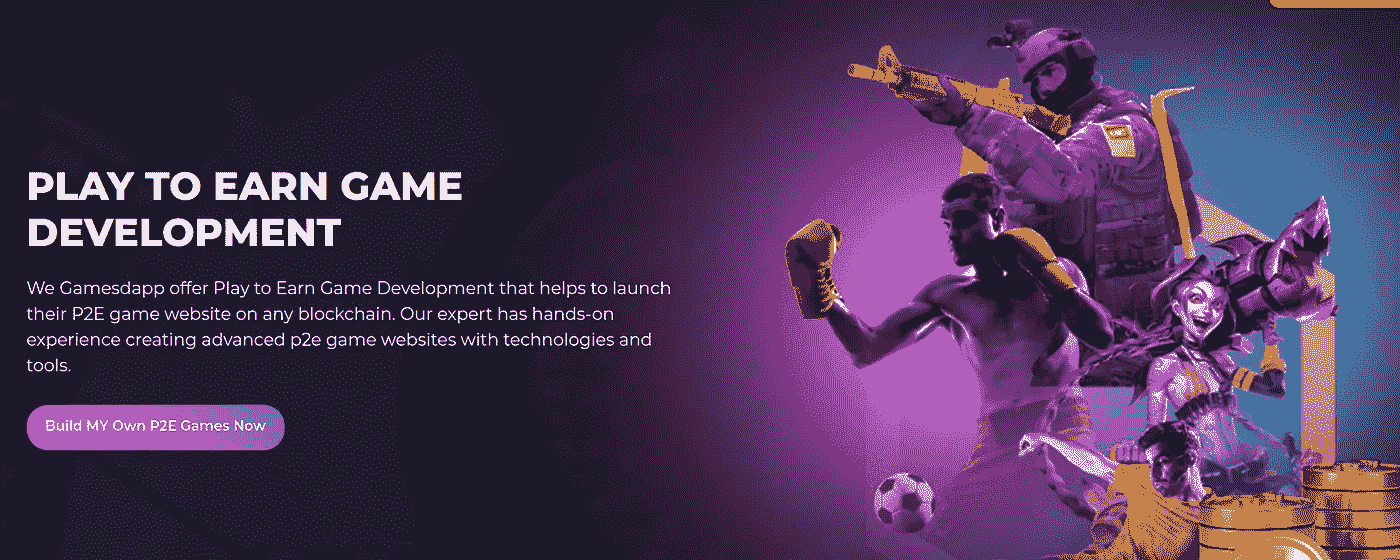 PLAY TO EARN GAME
DEVELOPMENT
We Gamesdapp offer Play to Earn Game Development that helps to launch
their P2E game website on any blockchain. Our expert has hands-on
experience creating advanced p2e game websites with technologies and
tools.
Build MY Own P2E Games Now